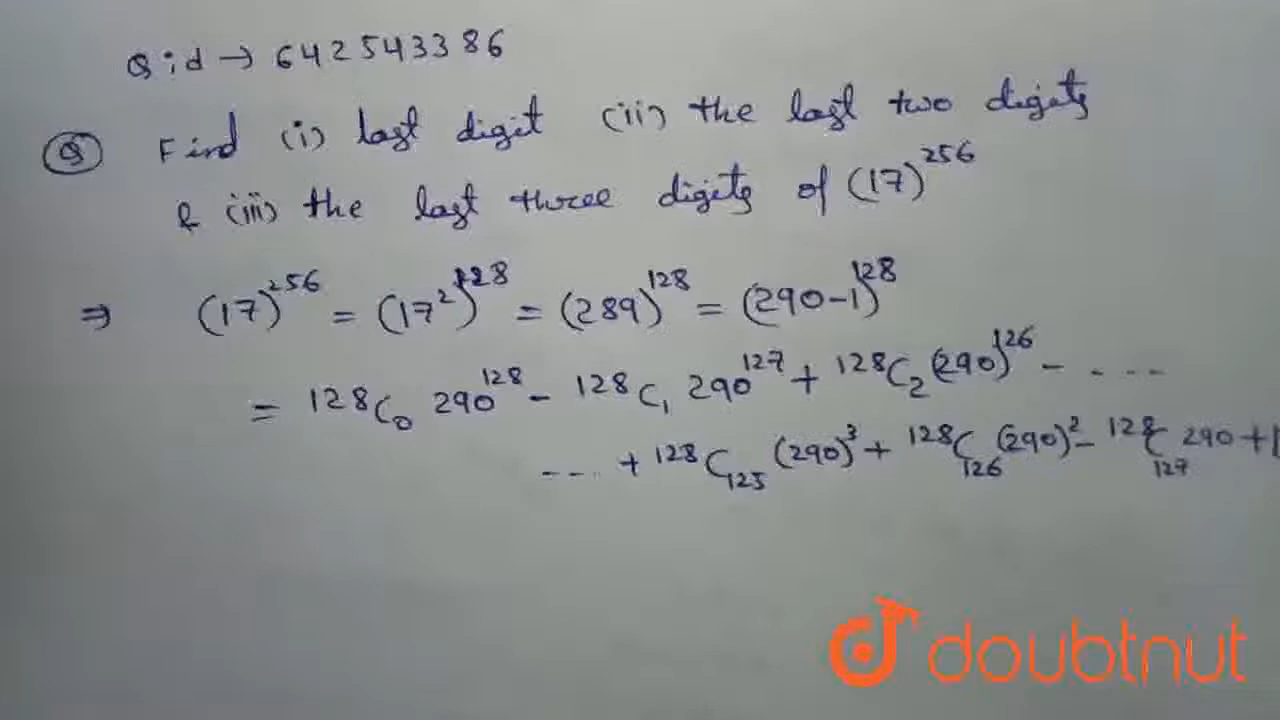 Q id → 642543386
Q Find (i) last digit (ii) the last two digits
& (iii) the last three digits of (17)^256
⇒ (17)^256 = (17^2)^128 = (289)^128 = (290-1)^128
= 128C0 290^128 - 128C1 290^127 + 128C2 (290)^126 - ....
.... + 128C125 (290)^3 + 128C126 (290)^2 - 128C127 290 + 1
doubtnut